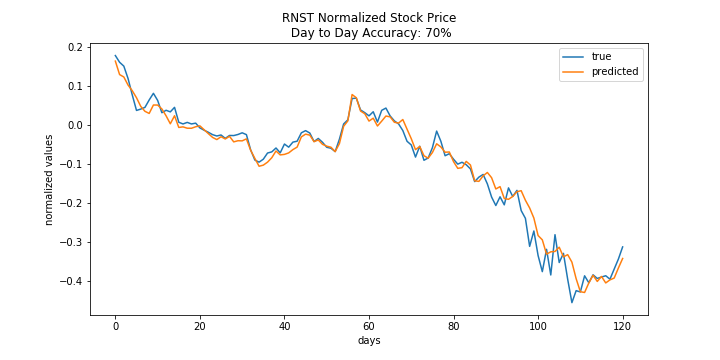 RNST Normalized Stock Price
Day to Day Accuracy: 70%
true
predicted
normalized values
0.2
0.1
0.0
−0.1
−0.2
−0.3
−0.4
0
20
40
60
80
100
120
days